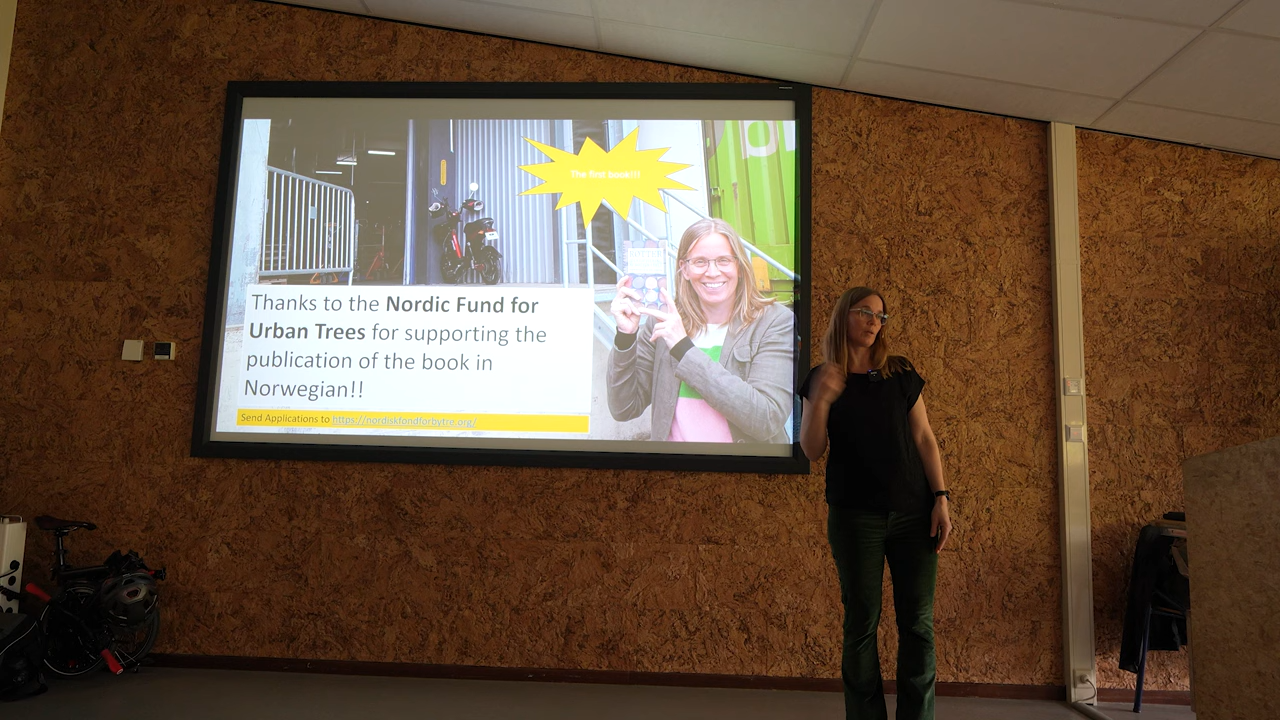 The first book!!!
Thanks to the Nordic Fund for
Urban Trees for supporting the
publication of the book in
Norwegian!!
Send Applications to https://nordiskfondforbytre.org/